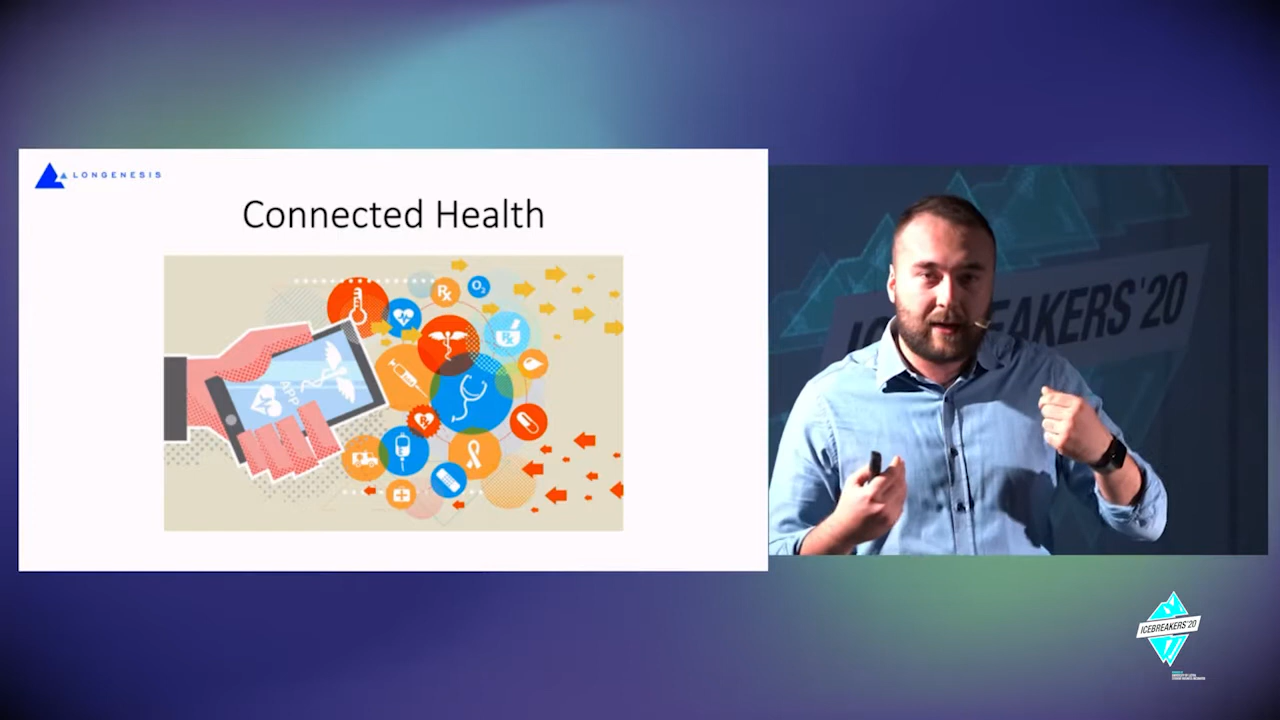 LONGENESIS
Connected Health
Rx
O2
Rx
APP
ICEBREAKERS'20
ICEBREAKERS'20